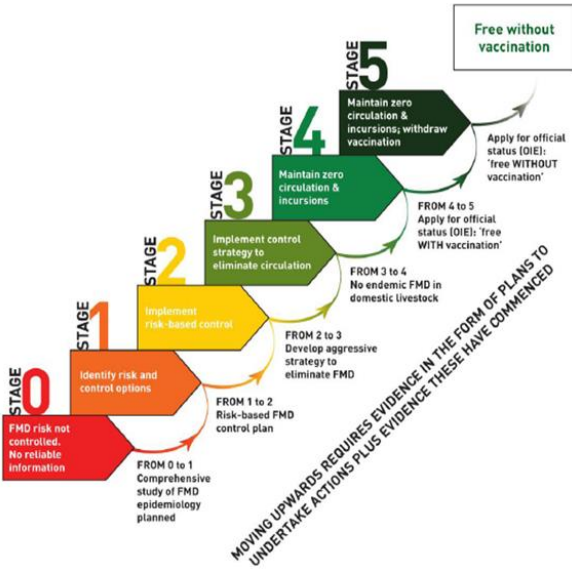 Free without
vaccination
STAGE 5
Maintain zero
circulation &
incursions; withdraw
vaccination
Apply for official
status (OIE):
'free WITHOUT
vaccination'
STAGE 4
Maintain zero
circulation &
incursions
FROM 4 to 5
Apply for official
status (OIE): 'free
WITH vaccination'
STAGE 3
Implement control
strategy to
eliminate circulation
FROM 3 to 4
No endemic FMD in
domestic livestock
STAGE 2
Implement
risk-based control
FROM 2 to 3
Develop aggressive
strategy to
eliminate FMD
STAGE 1
Identify risk and
control options
FROM 1 to 2
Risk-based FMD
control plan
STAGE 0
FMD risk not
controlled.
No reliable
information
FROM 0 to 1
Comprehensive
study of FMD
epidemiology
planned
MOVING UPWARDS REQUIRES EVIDENCE IN THE FORM OF PLANS TO
UNDERTAKE ACTIONS PLUS EVIDENCE THESE HAVE COMMENCED